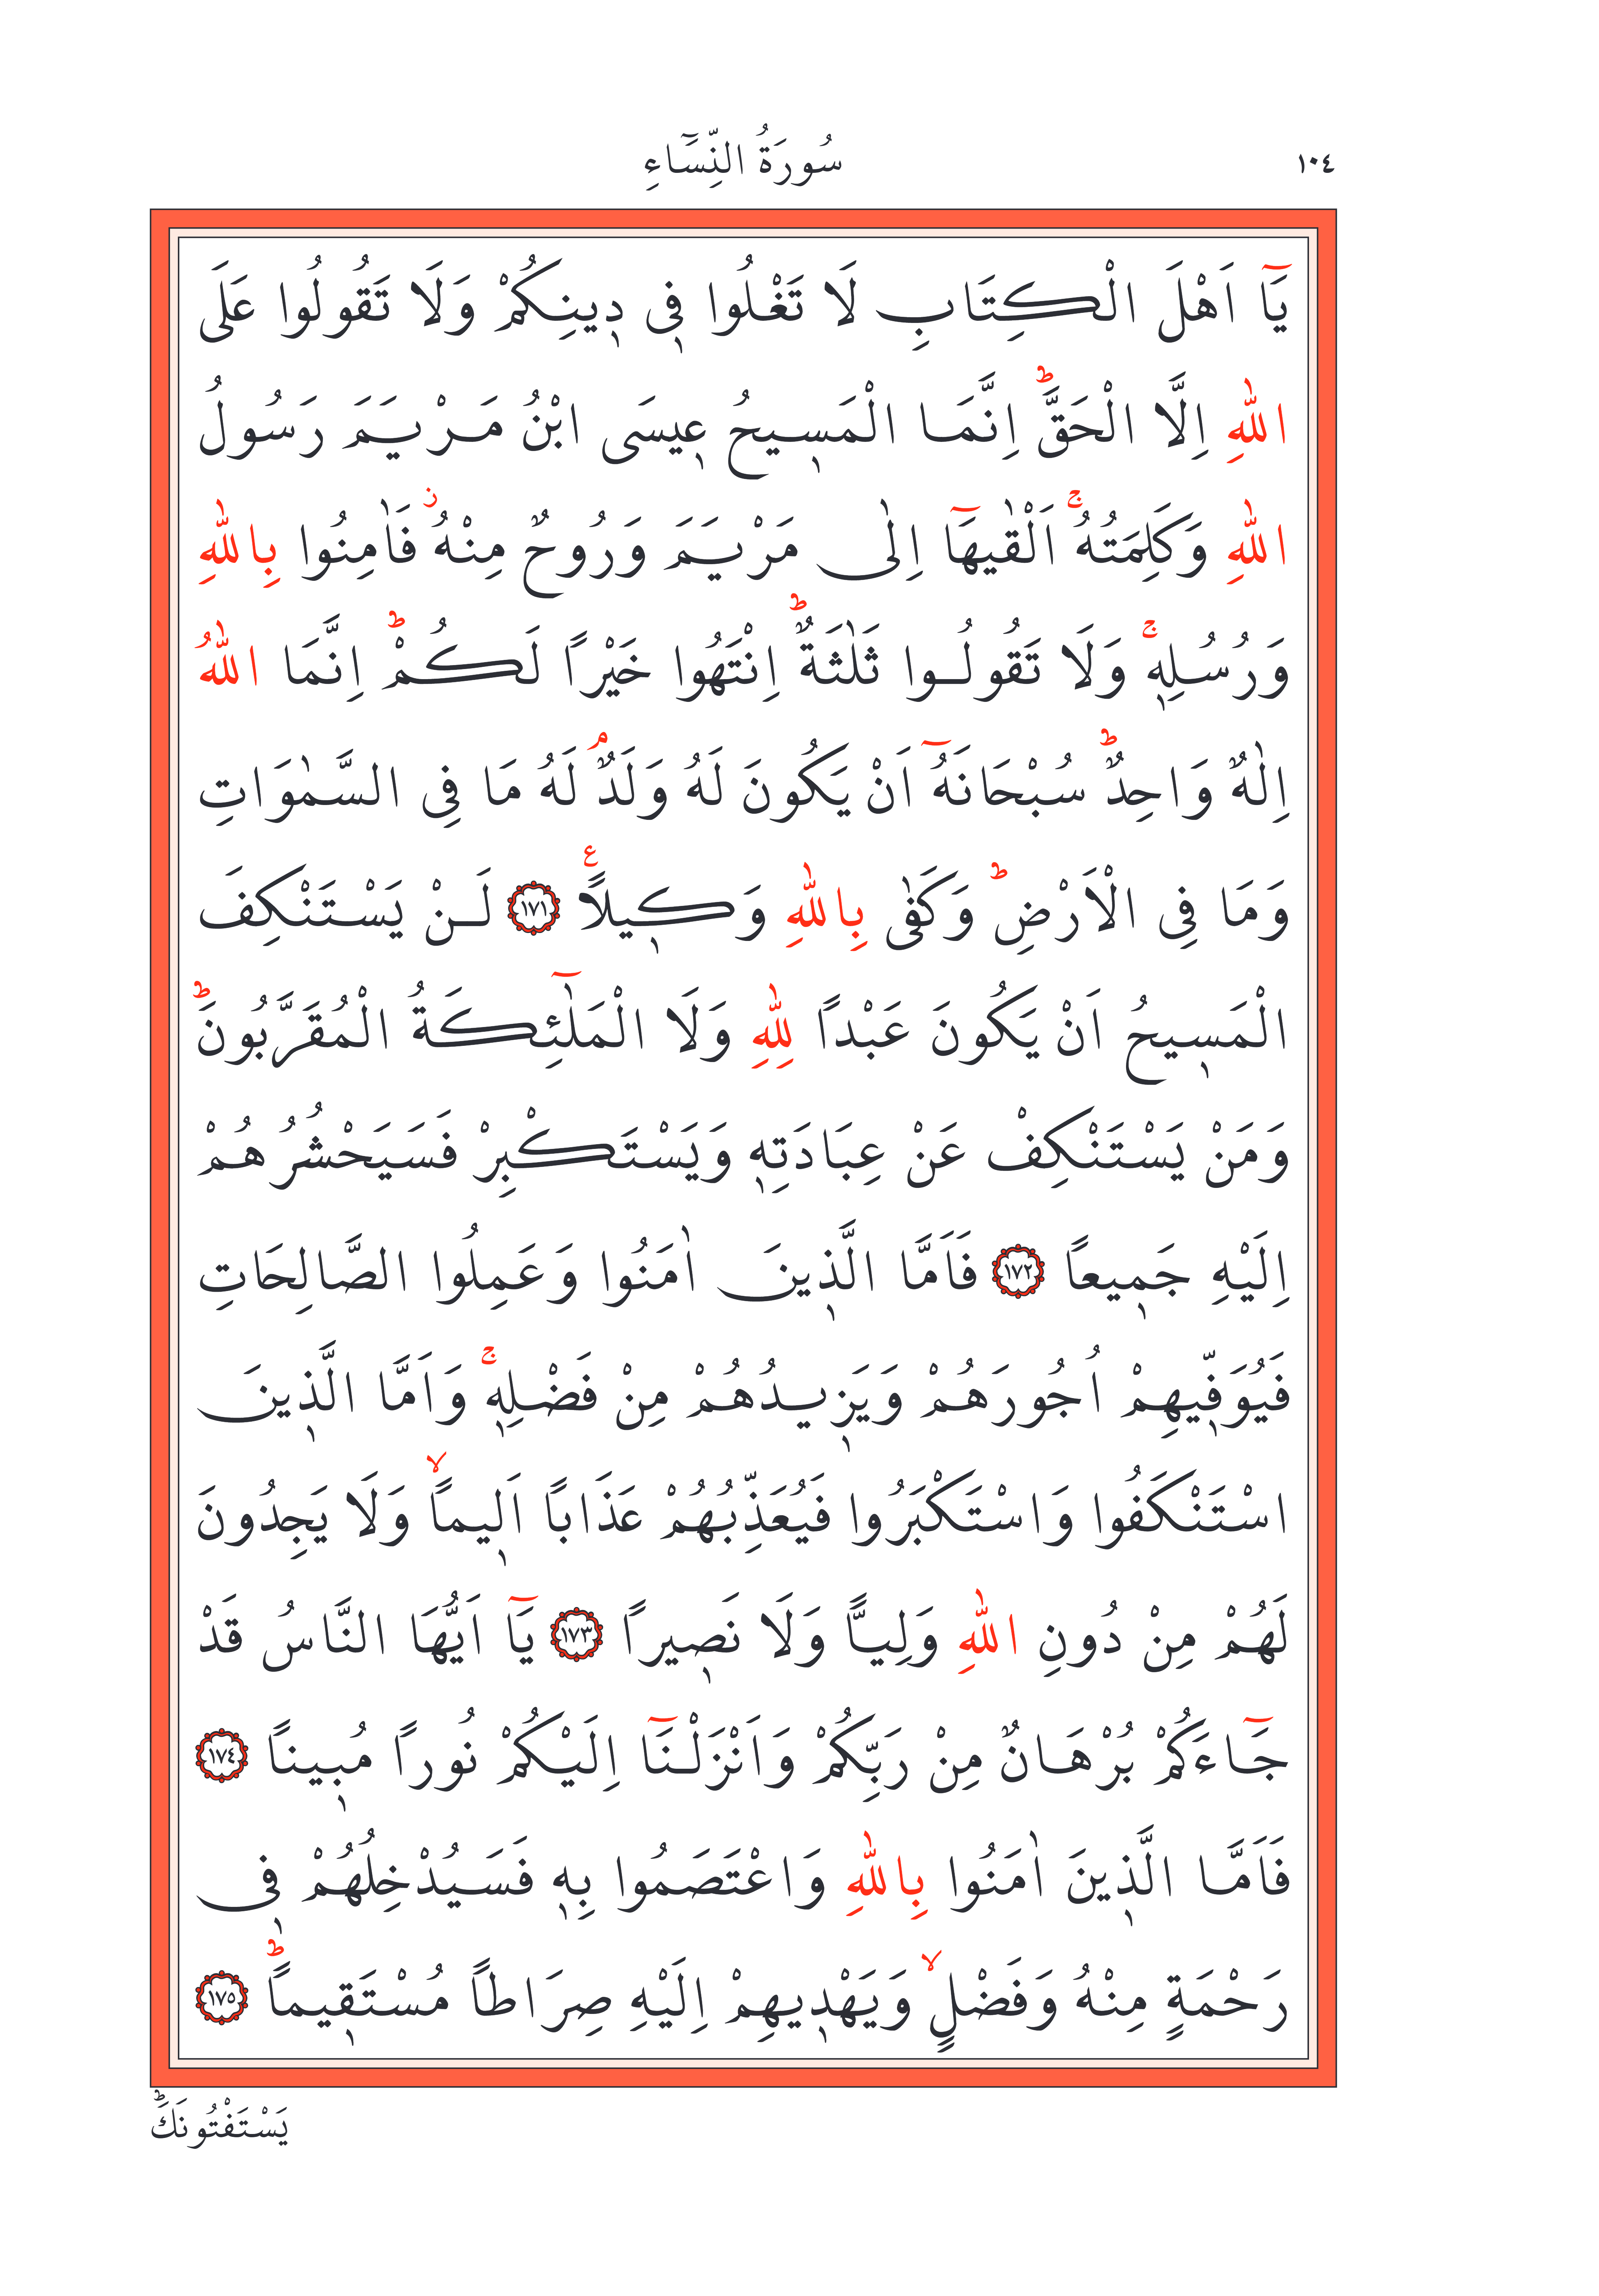 ١٠٤
سُورَةُ النِّسَٓاءِ
يَٓا اَهْلَ الْكِتَابِ لَا تَغْلُوا ف۪ي د۪ينِكُمْ وَلَا تَقُولُوا عَلَى
اللّٰهِ اِلَّا الْحَقَّۜ اِنَّمَا الْمَس۪يحُ ع۪يسَى ابْنُ مَرْيَمَ رَسُولُ
اللّٰهِ وَكَلِمَتُهُۚ اَلْقٰيهَٓا اِلٰى مَرْيَمَ وَرُوحٌ مِنْهُۘ فَاٰمِنُوا بِاللّٰهِ
وَرُسُلِه۪ۚ وَلَا تَقُولُوا ثَلٰثَةٌۜ اِنْتَهُوا خَيْرًا لَكُمْۜ اِنَّمَا اللّٰهُ
اِلٰهٌ وَاحِدٌۜ سُبْحَانَهُٓ اَنْ يَكُونَ لَهُ وَلَدٌۢ لَهُ مَا فِي السَّمٰوَاتِ
وَمَا فِي الْاَرْضِۜ وَكَفٰى بِاللّٰهِ وَك۪يلًاع ﴿١٧١﴾ لَنْ يَسْتَنْكِفَ
الْمَس۪يحُ اَنْ يَكُونَ عَبْدًا لِلّٰهِ وَلَا الْمَلٰٓئِكَةُ الْمُقَرَّبُونَۜ
وَمَنْ يَسْتَنْكِفْ عَنْ عِبَادَتِه۪ وَيَسْتَكْبِرْ فَسَيَحْشُرُهُمْ
اِلَيْهِ جَم۪يعًا ﴿١٧٢﴾ فَاَمَّا الَّذ۪ينَ اٰمَنُوا وَعَمِلُوا الصَّالِحَاتِ
فَيُوَفّ۪يهِمْ اُجُورَهُمْ وَيَز۪يدُهُمْ مِنْ فَضْلِه۪ۚ وَاَمَّا الَّذ۪ينَ
اسْتَنْكَفُوا وَاسْتَكْبَرُوا فَيُعَذِّبُهُمْ عَذَابًا اَل۪يمًاۙ وَلَا يَجِدُونَ
لَهُمْ مِنْ دُونِ اللّٰهِ وَلِيًّا وَلَا نَص۪يرًا ﴿١٧٣﴾ يَٓا اَيُّهَا النَّاسُ قَدْ
جَٓاءَكُمْ بُرْهَانٌ مِنْ رَبِّكُمْ وَاَنْزَلْنَٓا اِلَيْكُمْ نُورًا مُب۪ينًا ﴿١٧٤﴾
فَاَمَّا الَّذ۪ينَ اٰمَنُوا بِاللّٰهِ وَاعْتَصَمُوا بِه۪ فَسَيُدْخِلُهُمْ ف۪ي
رَحْمَةٍ مِنْهُ وَفَضْلٍۙ وَيَهْد۪يهِمْ اِلَيْهِ صِرَاطًا مُسْتَق۪يمًاۜ ﴿١٧٥﴾
يَسْتَفْتُونَكَۜ